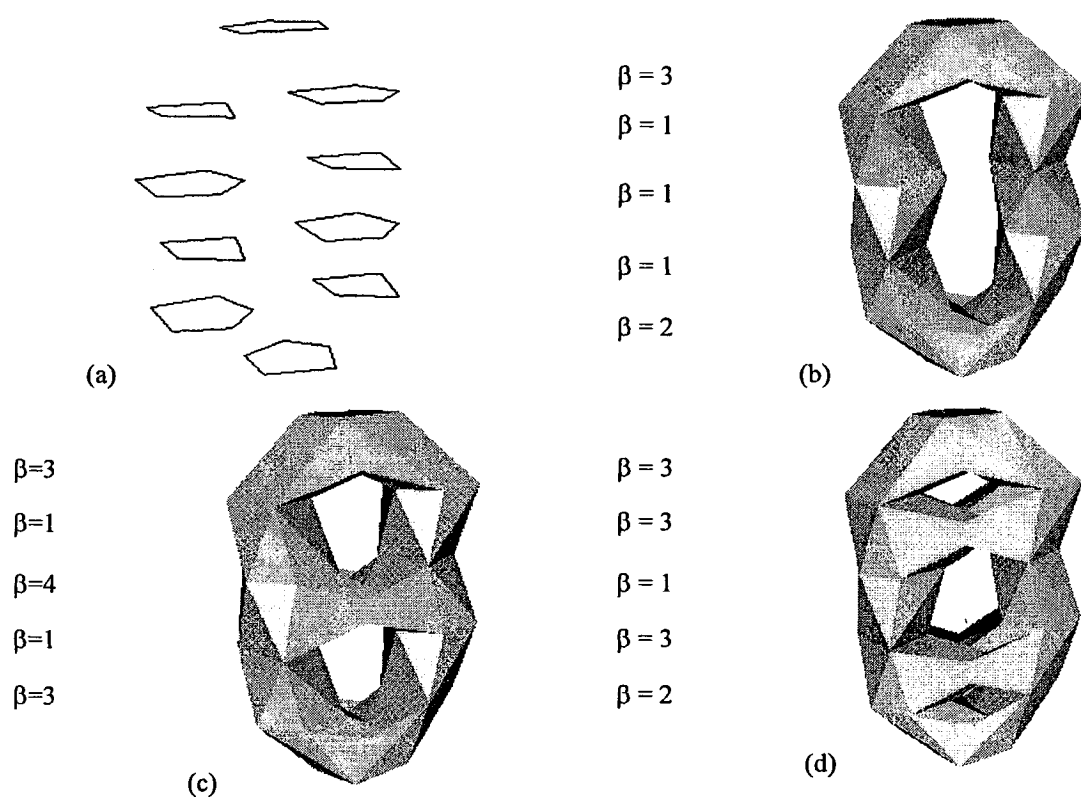 β = 3
β = 1
β = 1
β = 1
β = 2
(a)
(b)
β=3
β=1
β=4
β=1
β=3
(c)
β = 3
β = 3
β = 1
β = 3
β = 2
(d)